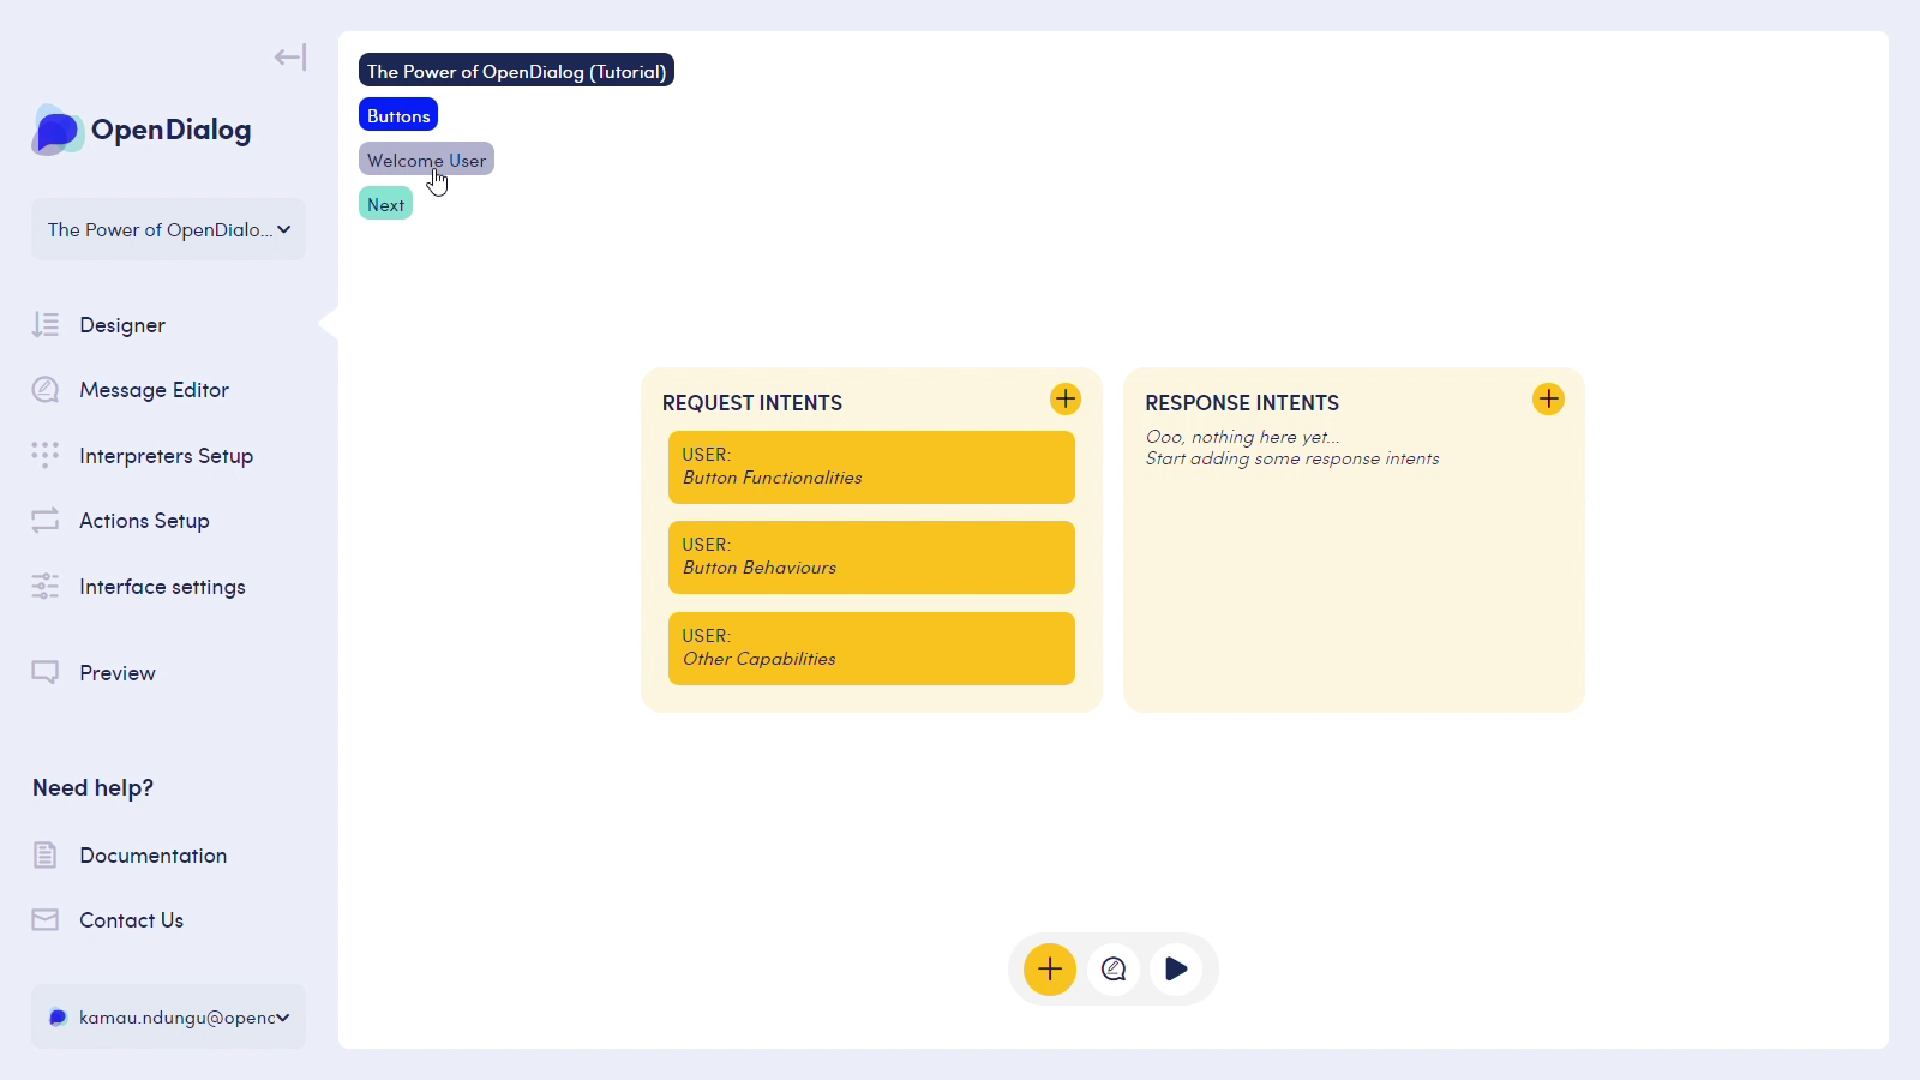 OpenDialog
The Power of OpenDialo...
Designer
Message Editor
Interpreters Setup
Actions Setup
Interface settings
Preview
Need help?
Documentation
Contact Us
kamau.ndungu@openc
The Power of OpenDialog (Tutorial)
Buttons
Welcome User
Next
REQUEST INTENTS
USER:
Button Functionalities
USER:
Button Behaviours
USER:
Other Capabilities
RESPONSE INTENTS
Ooo, nothing here yet...
Start adding some response intents